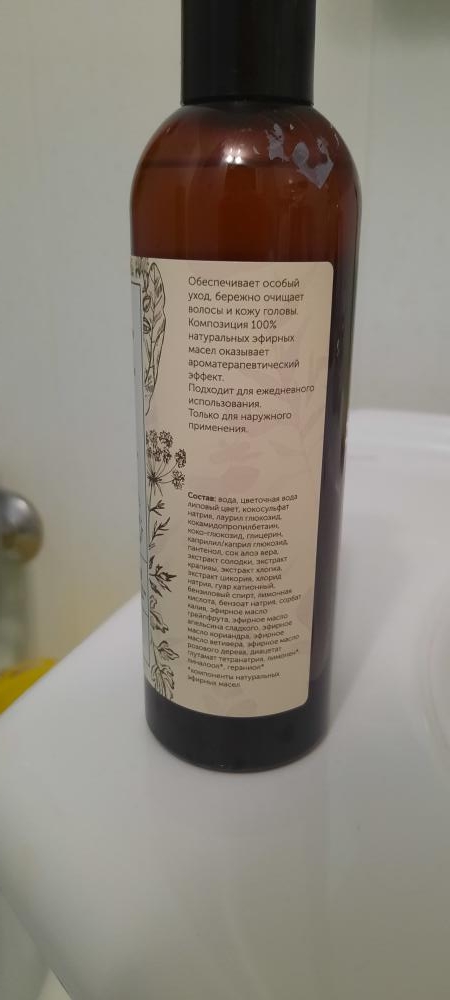 Обеспечивает особый
уход, бережно очищает
волосы и кожу головы.
Композиция 100%
натуральных эфирных
масел оказывает
ароматерапевтический
эффект.
Подходит для ежедневного
использования.
Только для наружного
применения.
Состав: вода, цветочная вода
липовый цвет, кокосульфат
натрия, лаурил глюкозид,
кокамидопропилбетаин,
коко-глюкозид, глицерин,
каприлил/каприл глюкозид,
пантенол, сок алоэ вера,
экстракт солодки, экстракт
крапивы, экстракт хлопка,
экстракт цикория, хлорид
натрия, гуар катионный,
бензиловый спирт, лимонная
кислота, бензоат натрия, сорбат
калия, эфирное масло
грейпфрута, эфирное масло
апельсина сладкого, эфирное
масло кориандра, эфирное
масло ветивера, эфирное масло
розового дерева, диацетат
глутамат тетранатрия, лимонен*,
линалоол*, гераниол*
*компоненты натуральных
эфирных масел